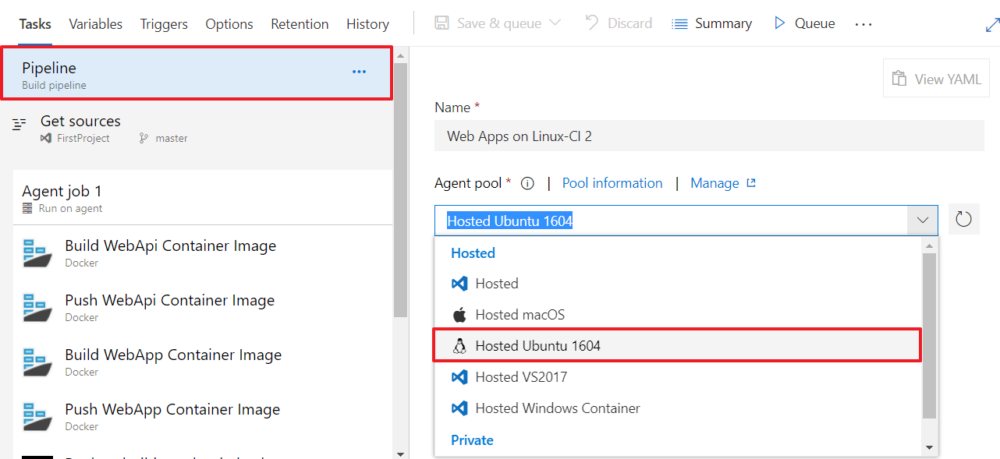 Tasks Variables Triggers Options Retention History Save & queue Discard Summary Queue ...
Pipeline
Build pipeline
Get sources
FirstProject master
Agent job 1
Run on agent
Build WebApi Container Image
Docker
Push WebApi Container Image
Docker
Build WebApp Container Image
Docker
Push WebApp Container Image
Docker
View YAML
Name *
Web Apps on Linux-CI 2
Agent pool * | Pool information | Manage
Hosted Ubuntu 1604
Hosted
Hosted
Hosted macOS
Hosted Ubuntu 1604
Hosted VS2017
Hosted Windows Container
Private